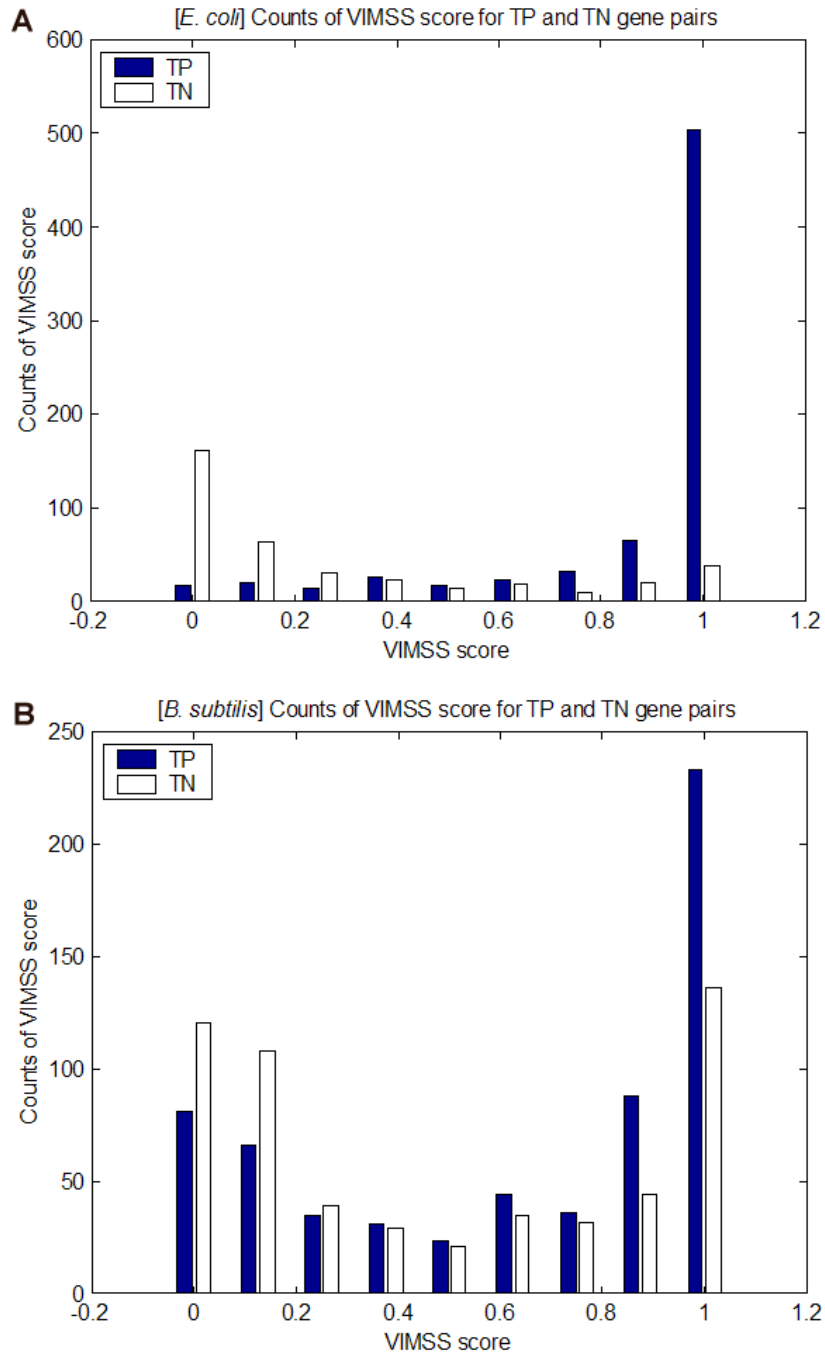 A
[E. coli] Counts of VIMSS score for TP and TN gene pairs
600
500
400
300
200
100
0
TP
TN
Counts of VIMSS score
-0.2 0 0.2 0.4 0.6 0.8 1 1.2
VIMSS score
B
[B. subtilis] Counts of VIMSS score for TP and TN gene pairs
250
200
150
100
50
0
TP
TN
Counts of VIMSS score
-0.2 0 0.2 0.4 0.6 0.8 1 1.2
VIMSS score